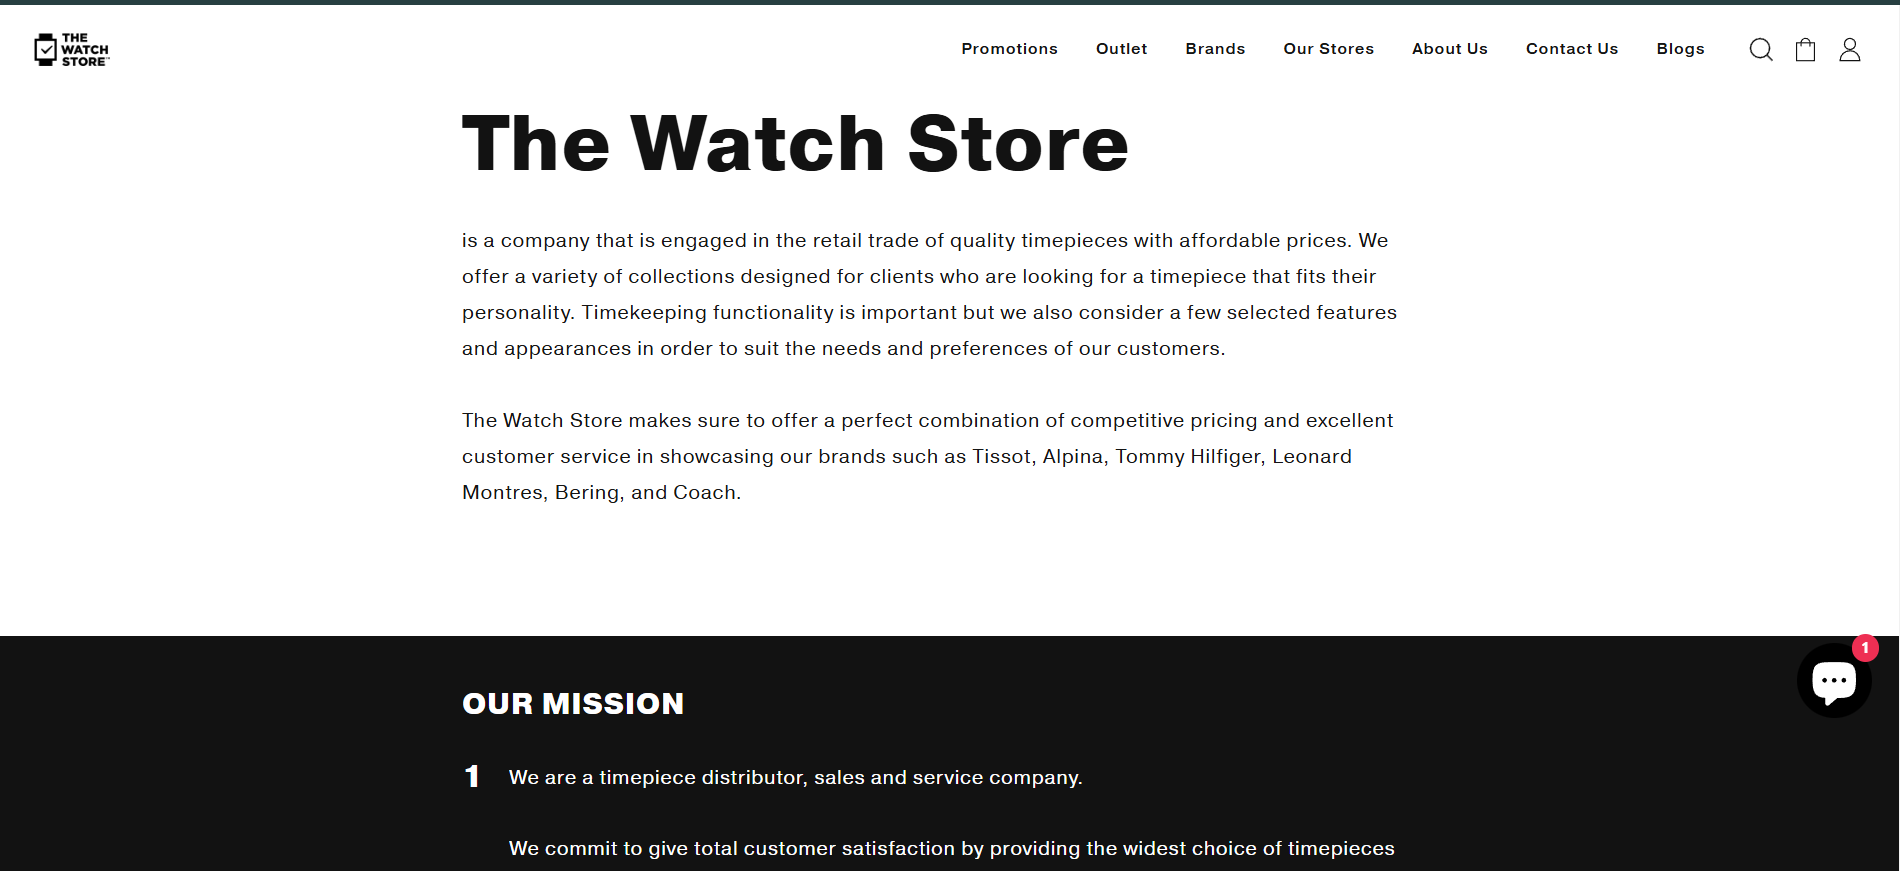 THE
WATCH
STORE
Promotions
Outlet
Brands
Our Stores
About Us
Contact Us
Blogs
The Watch Store
is a company that is engaged in the retail trade of quality timepieces with affordable prices. We
offer a variety of collections designed for clients who are looking for a timepiece that fits their
personality. Timekeeping functionality is important but we also consider a few selected features
and appearances in order to suit the needs and preferences of our customers.
The Watch Store makes sure to offer a perfect combination of competitive pricing and excellent
customer service in showcasing our brands such as Tissot, Alpina, Tommy Hilfiger, Leonard
Montres, Bering, and Coach.
1
OUR MISSION
1 We are a timepiece distributor, sales and service company.
We commit to give total customer satisfaction by providing the widest choice of timepieces